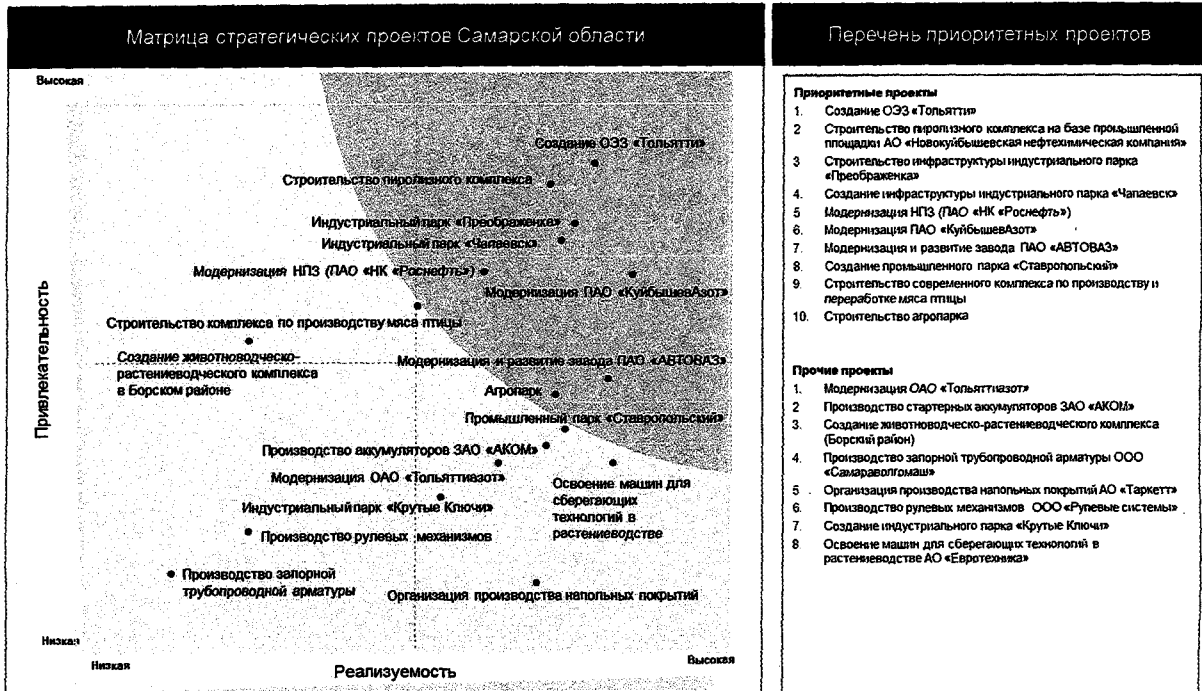 Матрица стратегических проектов Самарской области
Высокая
Создание ОЭЗ «Тольятти»
Строительство пиролизного комплекса
Индустриальный парк «Преображенка»
Индустриальный парк «Чапаевск»
Модернизация НПЗ (ПАО «НК «Роснефть»)
Модернизация ПАО «КуйбышевАзот»
Строительство комплекса по производству мяса птицы
Создание животноводческо-
растениеводческого комплекса
в Борском районе
Модернизация и развитие завода ПАО «АВТОВАЗ»
Агропарк
Промышленный парк «Ставропольский»
Производство аккумуляторов ЗАО «АКОМ»
Модернизация ОАО «Тольяттиазот»
Освоение машин для
сберегающих
технологий в
растениеводстве
Индустриальный парк «Крутые Ключи»
Производство рулевых механизмов
Производство запорной
трубопроводной арматуры
Организация производства напольных покрытий
Привлекательность
Низкая
Низкая
Реализуемость
Высокая
Перечень приоритетных проектов
Приоритетные проекты
1. Создание ОЭЗ «Тольятти»
2 Строительство пиролизного комплекса на базе промышленной
площадки АО «Новокуйбышевская нефтехимическая компания»
3 Строительство инфраструктуры индустриального парка
«Преображенка»
4. Создание инфраструктуры индустриального парка «Чапаевск»
5 Модернизация НПЗ (ПАО «НК «Роснефть»)
6. Модернизация ПАО «КуйбышевАзот»
7. Модернизация и развитие завода ПАО «АВТОВАЗ»
8. Создание промышленного парка «Ставропольский»
9. Строительство современного комплекса по производству и
переработке мяса птицы
10. Строительство агропарка
Прочие проекты
1. Модернизация ОАО «Тольяттиазот»
2 Производство стартерных аккумуляторов ЗАО «АКОМ»
3. Создание животноводческо-растениеводческого комплекса
(Борский район)
4. Производство запорной трубопроводной арматуры ООО
«Самараволгомаш»
5 Организация производства напольных покрытий АО «Таркетт»
6. Производство рулевых механизмов ООО «Рулевые системы»
7. Создание индустриального парка «Крутые Ключи»
8 Освоение машин для сберегающих технологий в
растениеводстве АО «Евротехника»